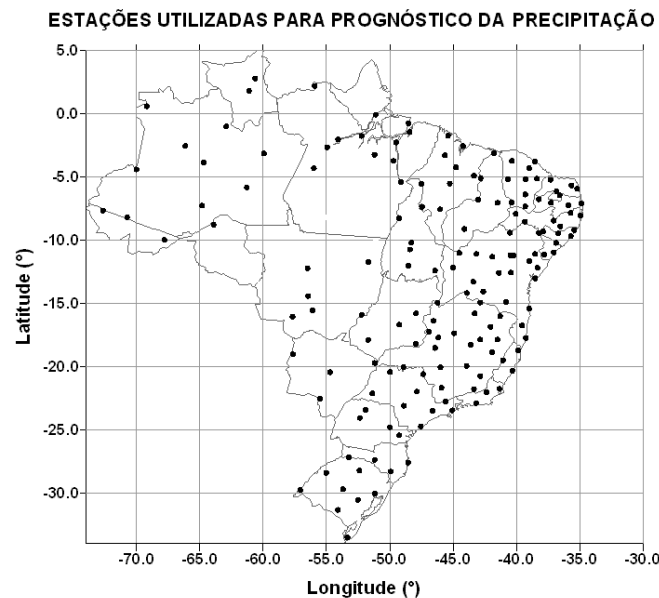 ESTAÇÕES UTILIZADAS PARA PROGNÓSTICO DA PRECIPITAÇÃO
5.0
0.0
-5.0
-10.0
-15.0
-20.0
-25.0
-30.0
Latitude (°)
-70.0 -65.0 -60.0 -55.0 -50.0 -45.0 -40.0 -35.0 -30.0
Longitude (°)